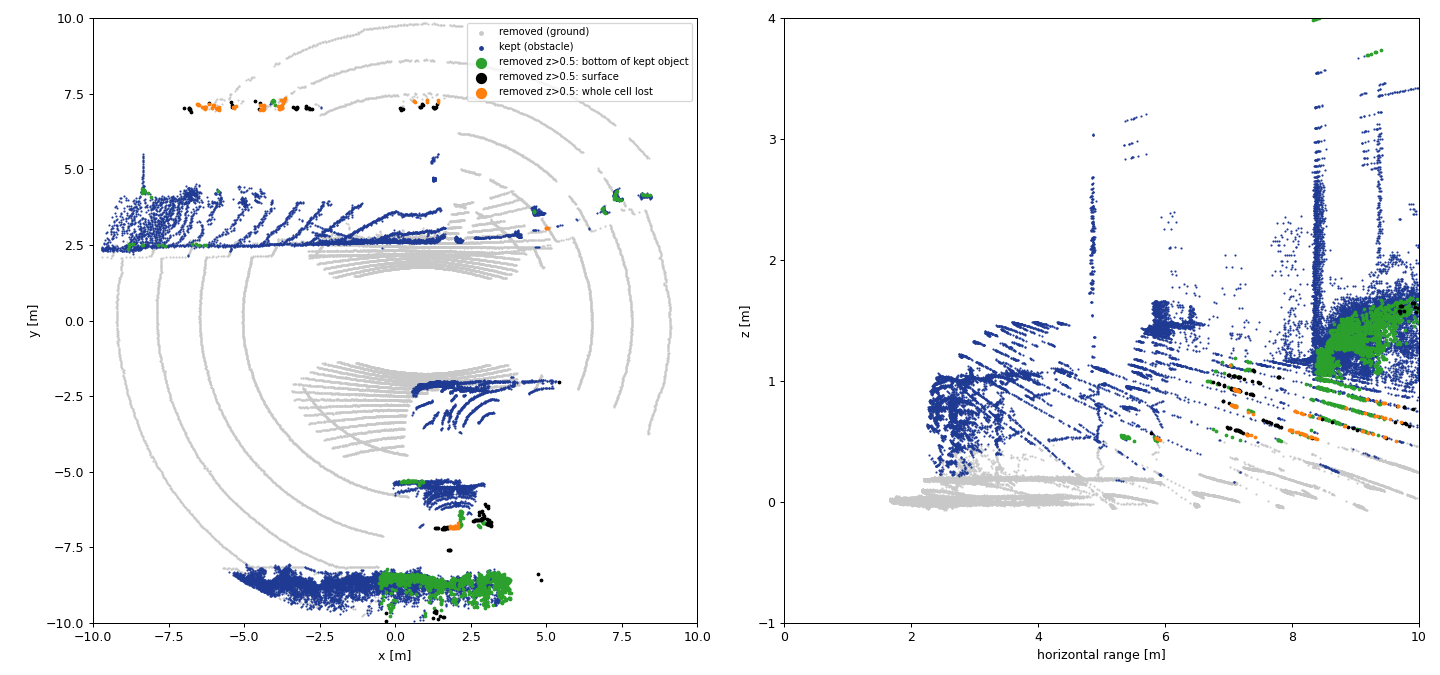 removed (ground)
kept (obstacle)
removed z>0.5: bottom of kept object
removed z>0.5: surface
removed z>0.5: whole cell lost
10.0
7.5
5.0
2.5
0.0
−2.5
−5.0
−7.5
−10.0
y [m]
−10.0 −7.5 −5.0 −2.5 0.0 2.5 5.0 7.5 10.0
x [m]
4
3
2
1
0
−1
z [m]
0 2 4 6 8 10
horizontal range [m]